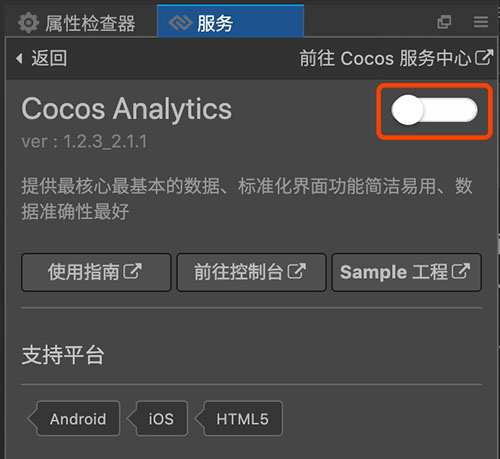 属性检查器 服务
返回 前往 Cocos 服务中心
Cocos Analytics
ver : 1.2.3_2.1.1
提供最核心最基本的数据、标准化界面功能简洁易用、数
据准确性最好
使用指南 前往控制台 Sample 工程
支持平台
Android iOS HTML5